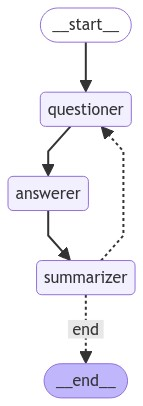 __start__
questioner
answerer
summarizer
end
__end__